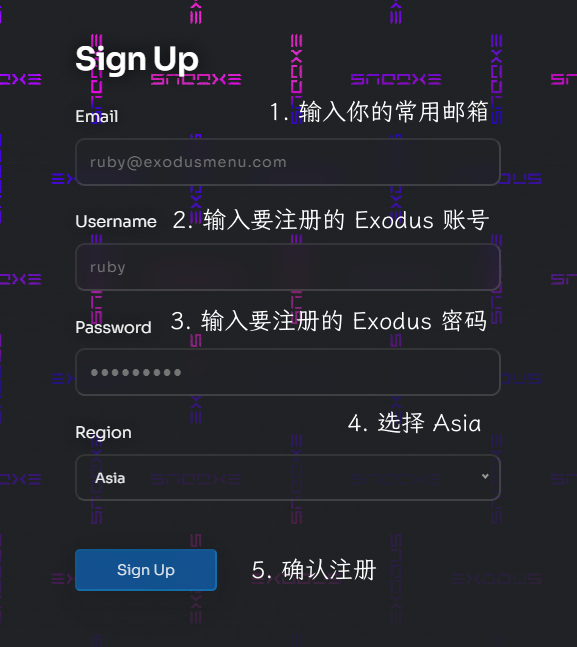 Sign Up
Email
1. 输入你的常用邮箱
ruby@exodusmenu.com
Username
2. 输入要注册的 Exodus 账号
ruby
Password
3. 输入要注册的 Exodus 密码
4. 选择 Asia
Region
Asia
Sign Up
5. 确认注册